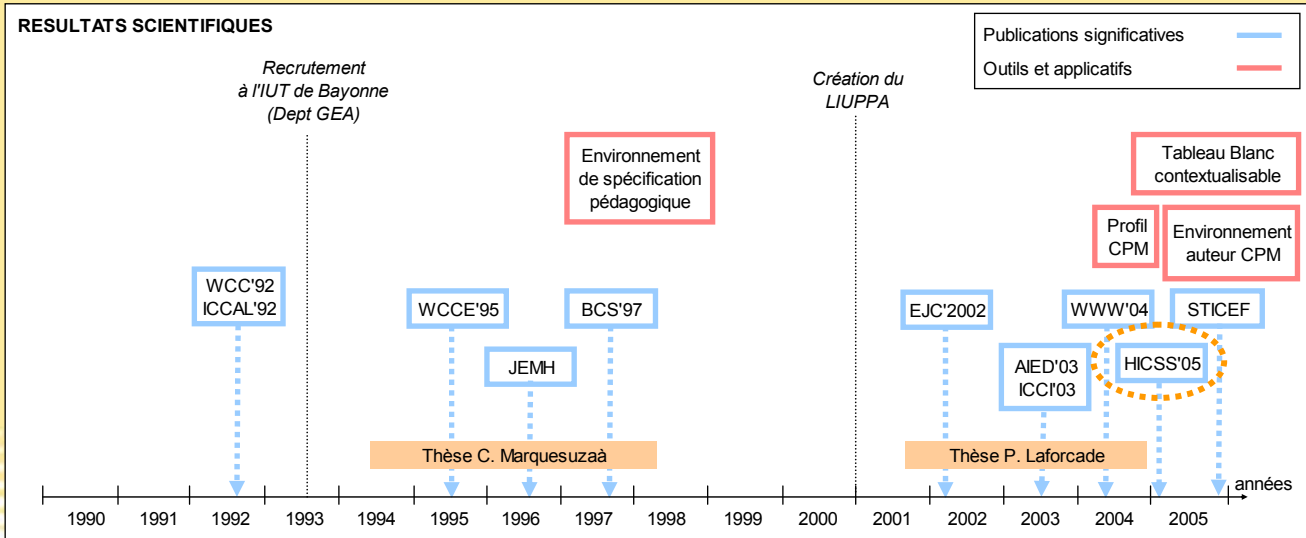 RESULTATS SCIENTIFIQUES
Publications significatives
Outils et applicatifs
Recrutement
à l'IUT de Bayonne
(Dept GEA)
Création du
LIUPPA
Environnement
de spécification
pédagogique
Tableau Blanc
contextualisable
Profil
CPM
Environnement
auteur CPM
WCC'92
ICCAL'92
WCCE'95
BCS'97
EJC'2002
WWW'04
STICEF
JEMH
AIED'03
ICCI'03
HICSS'05
Thèse C. Marquesuzaà
Thèse P. Laforcade
années
1990 1991 1992 1993 1994 1995 1996 1997 1998 1999 2000 2001 2002 2003 2004 2005